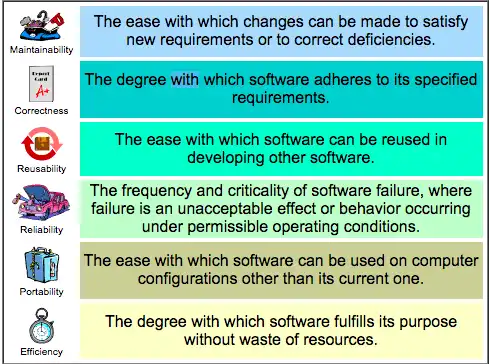 The ease with which changes can be made to satisfy
new requirements or to correct deficiencies.
Maintainability
Report
Card
A+
The degree with which software adheres to its specified
requirements.
Correctness
The ease with which software can be reused in
developing other software.
Reusability
The frequency and criticality of software failure, where
failure is an unacceptable effect or behavior occurring
under permissible operating conditions.
Reliability
The ease with which software can be used on computer
configurations other than its current one.
Portability
The degree with which software fulfills its purpose
without waste of resources.
Efficiency